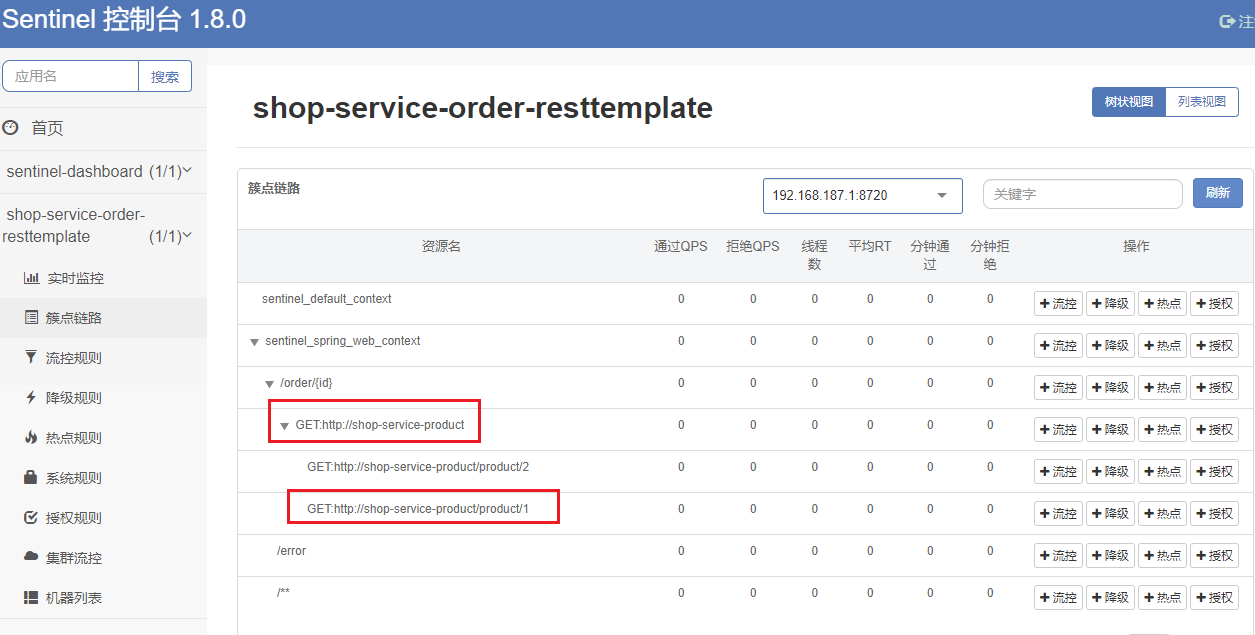 Sentinel 控制台 1.8.0
注
应用名
搜索
首页
sentinel-dashboard (1/1)
shop-service-order-
resttemplate (1/1)
实时监控
簇点链路
流控规则
降级规则
热点规则
系统规则
授权规则
集群流控
机器列表
shop-service-order-resttemplate
树状视图 列表视图
簇点链路
192.168.187.1:8720
关键字
刷新
资源名 通过QPS 拒绝QPS 线程 平均RT 分钟通 分钟拒 操作
数 过 绝
sentinel_default_context 0 0 0 0 0 0 流控 降级 热点 授权
sentinel_spring_web_context 0 0 0 0 0 0 流控 降级 热点 授权
/order/{id} 0 0 0 0 0 0 流控 降级 热点 授权
GET:http://shop-service-product 0 0 0 0 0 0 流控 降级 热点 授权
GET:http://shop-service-product/product/2 0 0 0 0 0 0 流控 降级 热点 授权
GET:http://shop-service-product/product/1 0 0 0 0 0 0 流控 降级 热点 授权
/error 0 0 0 0 0 0 流控 降级 热点 授权
/** 0 0 0 0 0 0 流控 降级 热点 授权